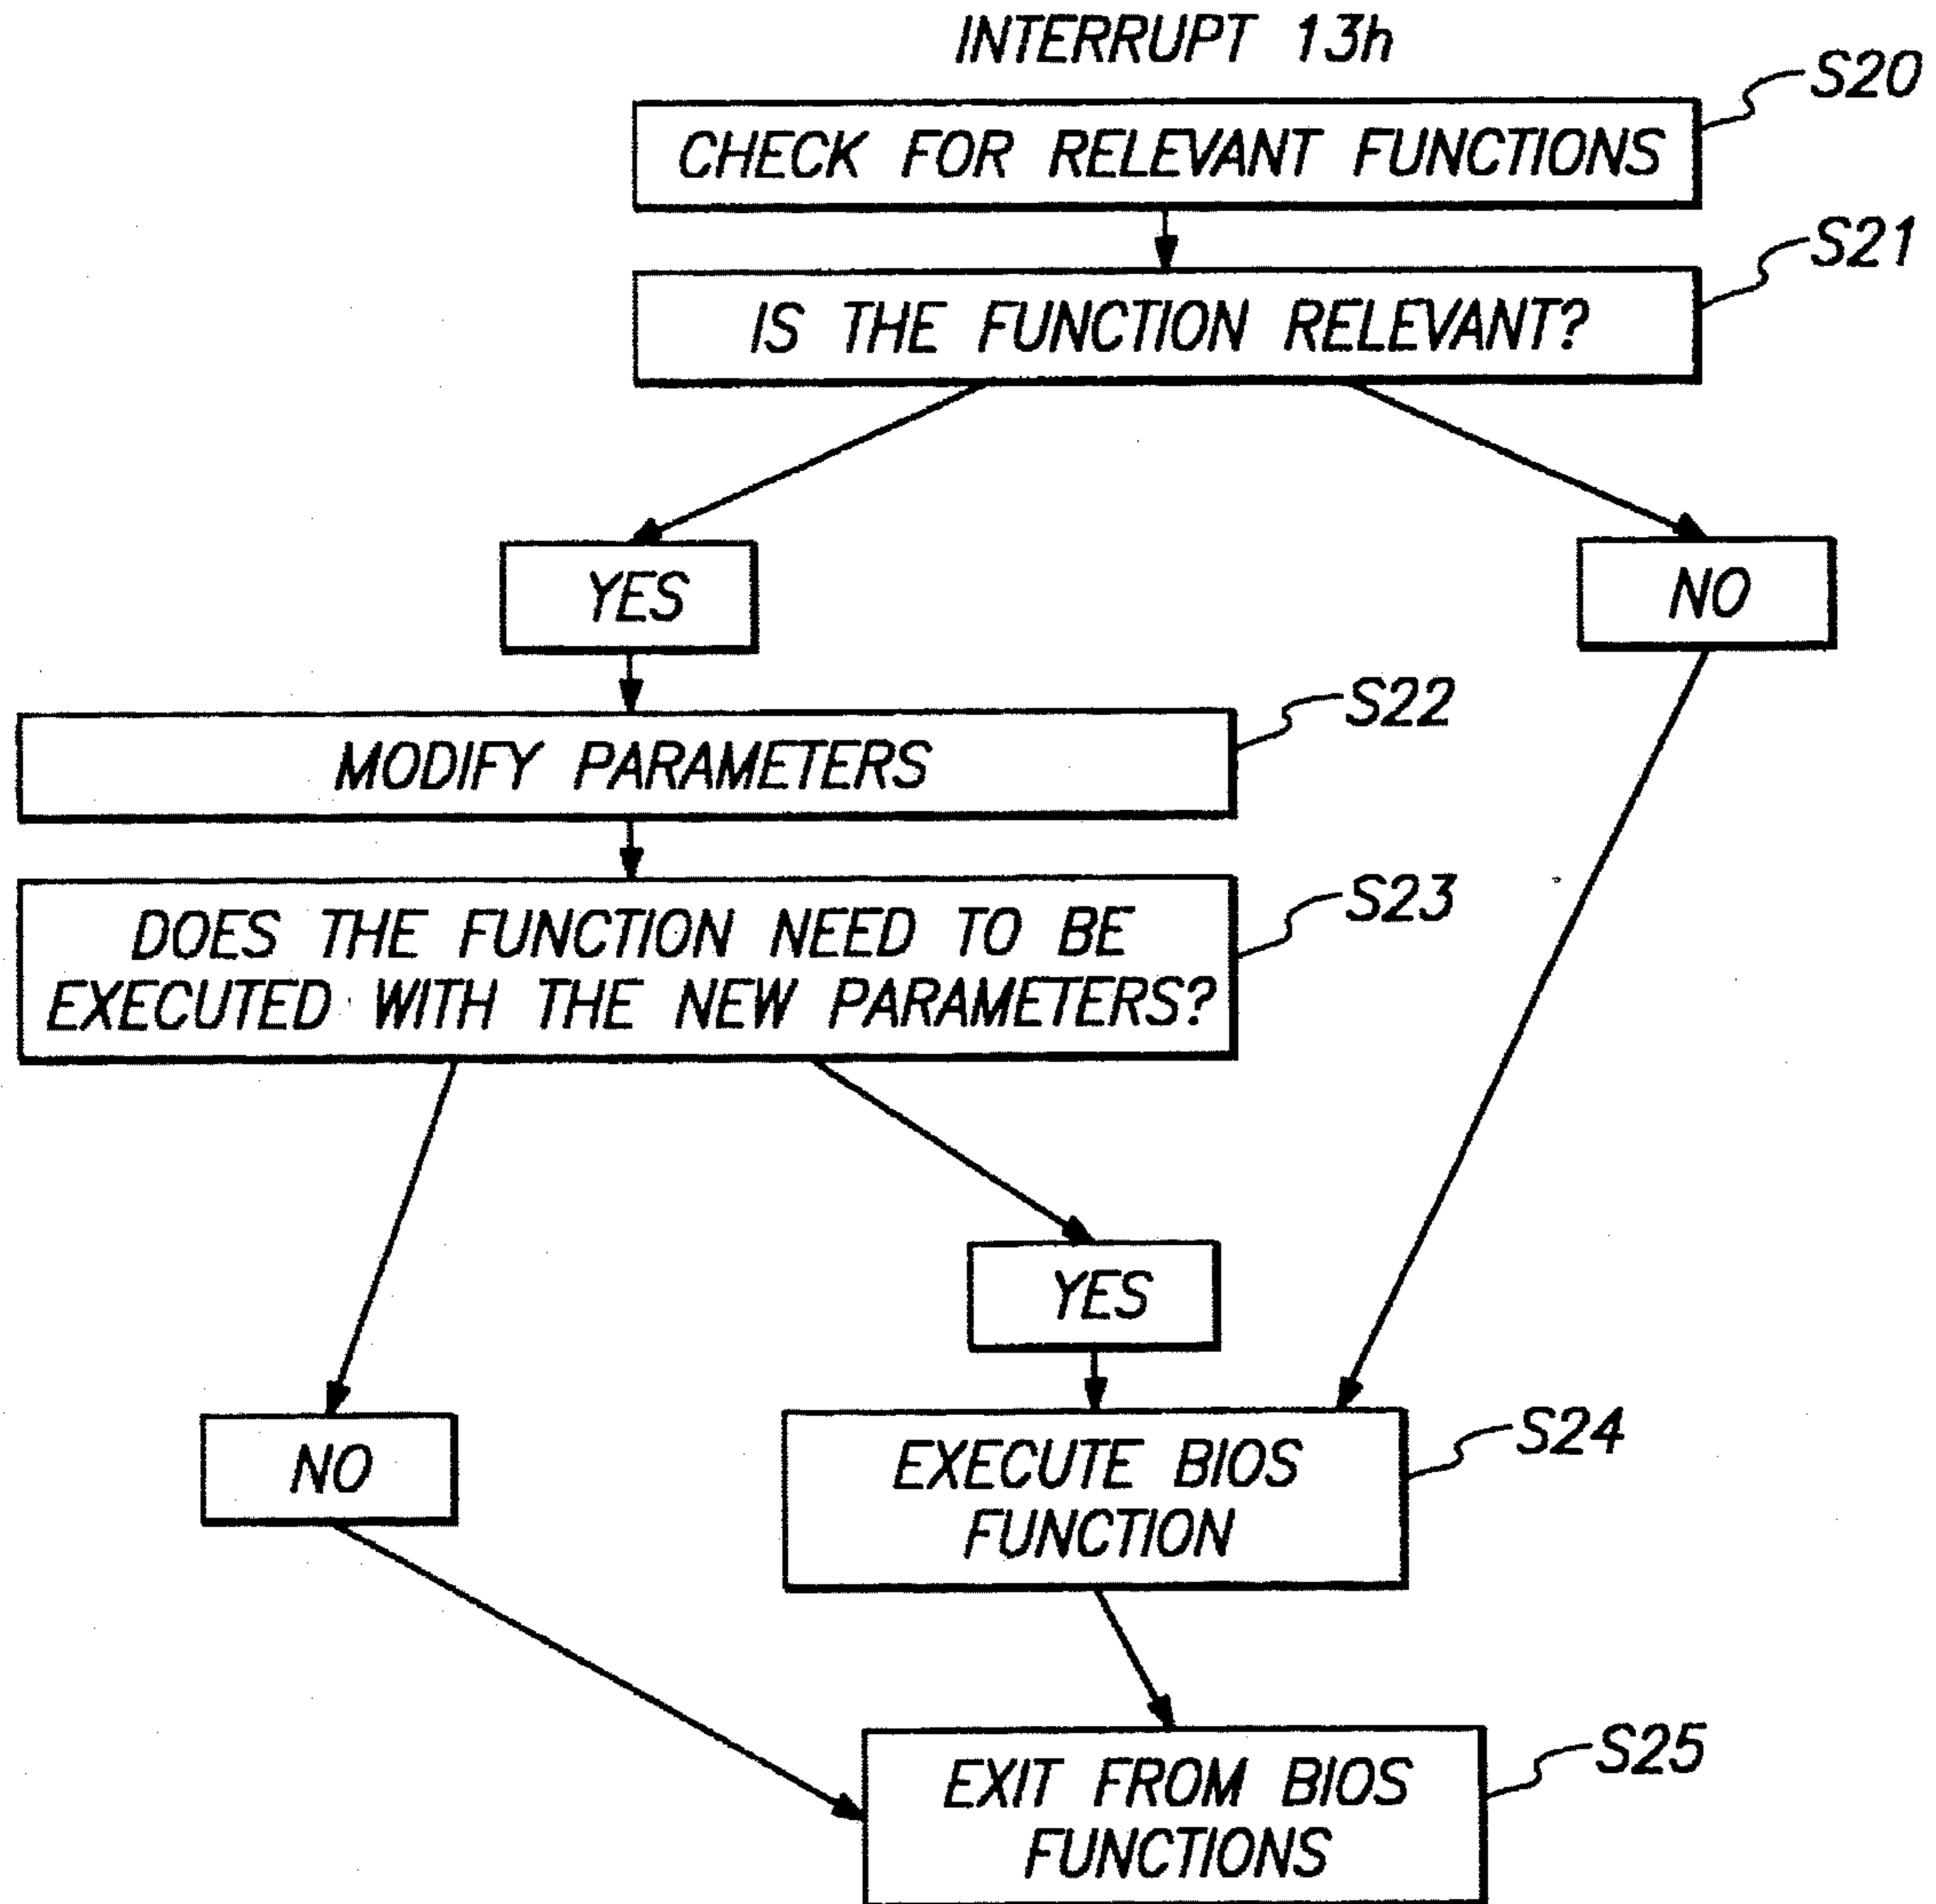 INTERRUPT 13h
S20
CHECK FOR RELEVANT FUNCTIONS
S21
IS THE FUNCTION RELEVANT?
YES
NO
S22
MODIFY PARAMETERS
S23
DOES THE FUNCTION NEED TO BE
EXECUTED WITH THE NEW PARAMETERS?
YES
NO
S24
EXECUTE BIOS
FUNCTION
S25
EXIT FROM BIOS
FUNCTIONS